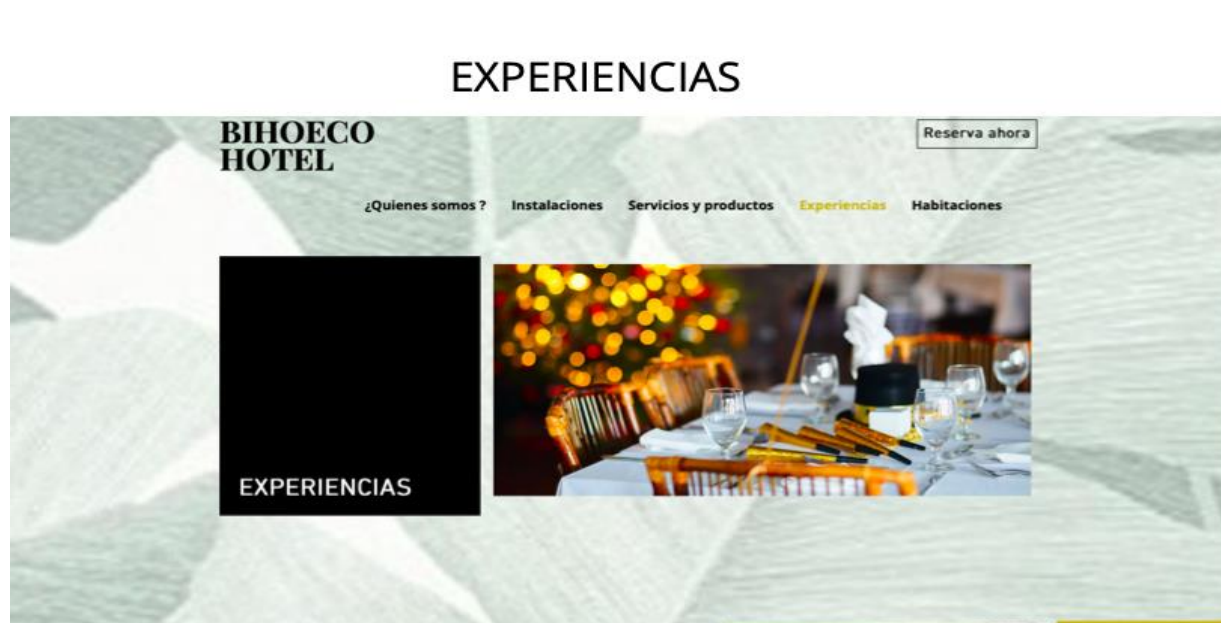 EXPERIENCIAS
BIHOECO
HOTEL
Reserva ahora
¿Quienes somos ? Instalaciones Servicios y productos Experiencias Habitaciones
EXPERIENCIAS